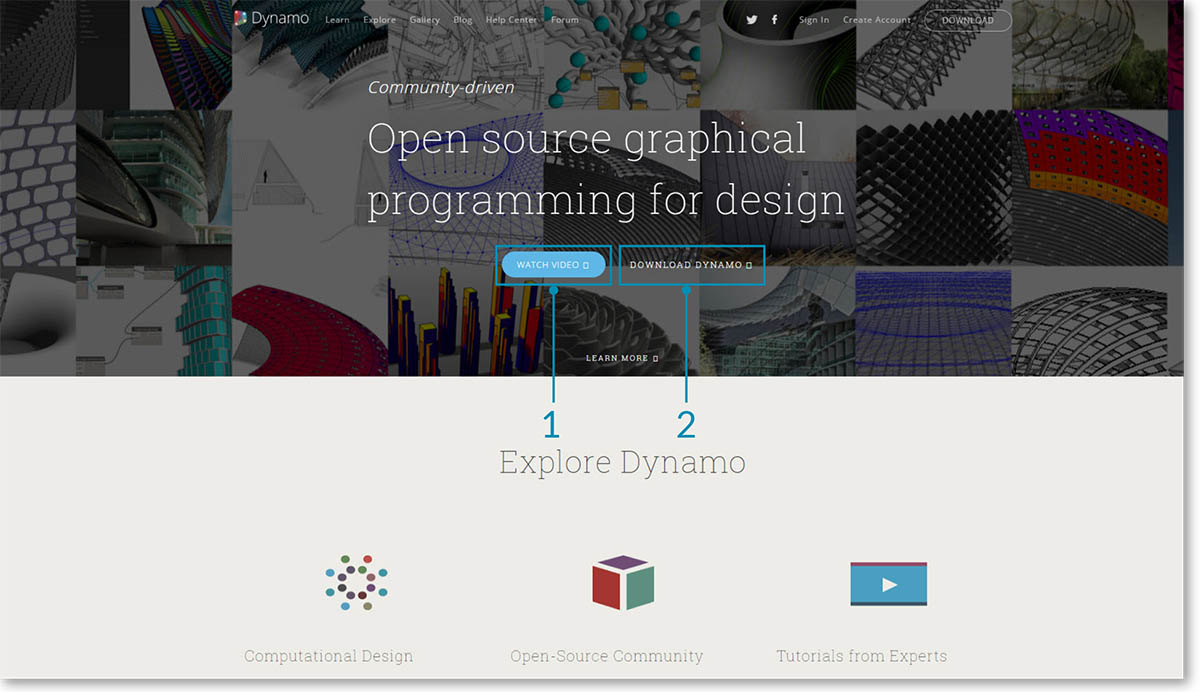 Dynamo Learn Explore Gallery Blog Help Center Forum Sign In Create Account DOWNLOAD
Community-driven
Open source graphical
programming for design
WATCH VIDEO DOWNLOAD DYNAMO
LEARN MORE
1 2
Explore Dynamo
Computational Design Open-Source Community Tutorials from Experts